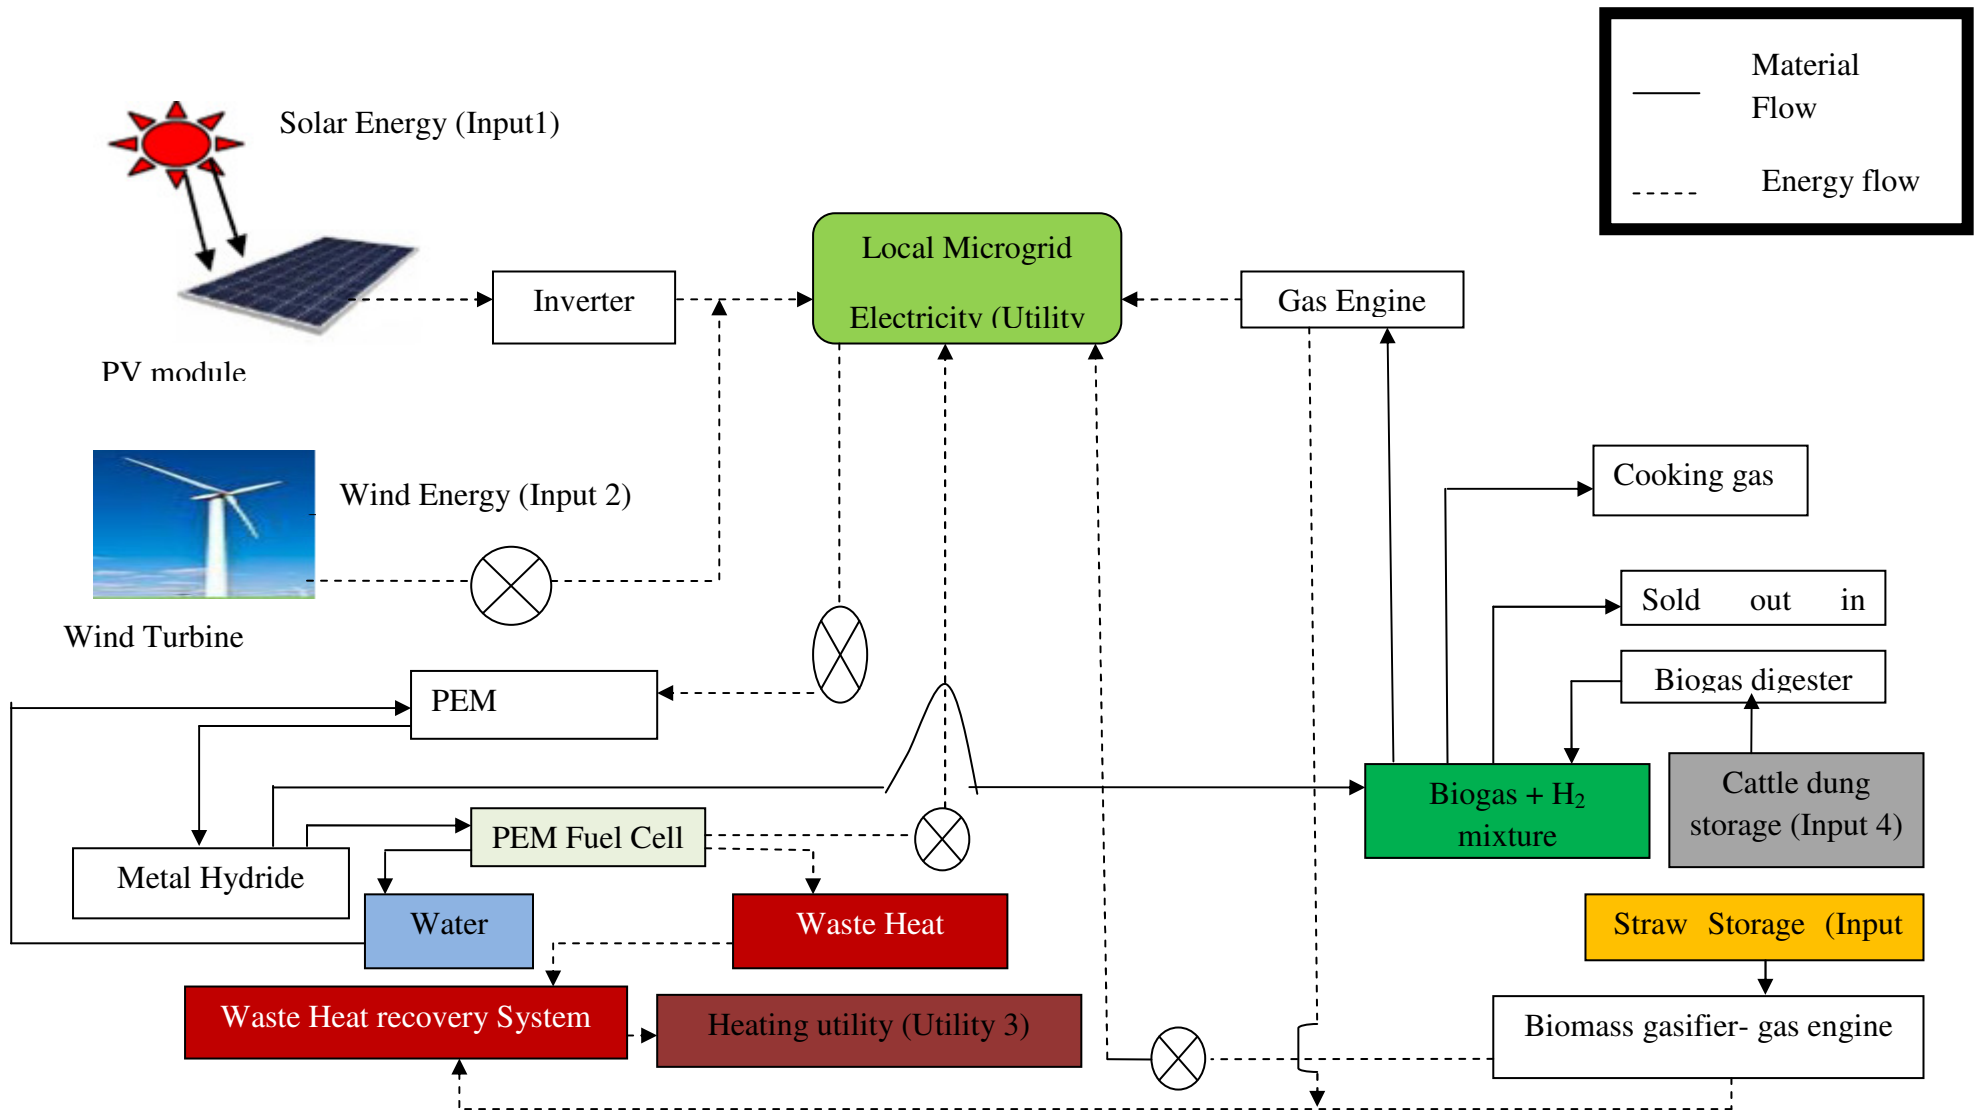 Material
Flow
Energy flow
Solar Energy (Input1)
Local Microgrid
Electricity (Utility
Inverter
Gas Engine
PV module
Wind Energy (Input 2)
Wind Turbine
Cooking gas
Sold out in
Biogas digester
PEM
Biogas + H₂
mixture
Cattle dung
storage (Input 4)
PEM Fuel Cell
Metal Hydride
Water
Waste Heat
Straw Storage (Input
Waste Heat recovery System
Heating utility (Utility 3)
Biomass gasifier- gas engine